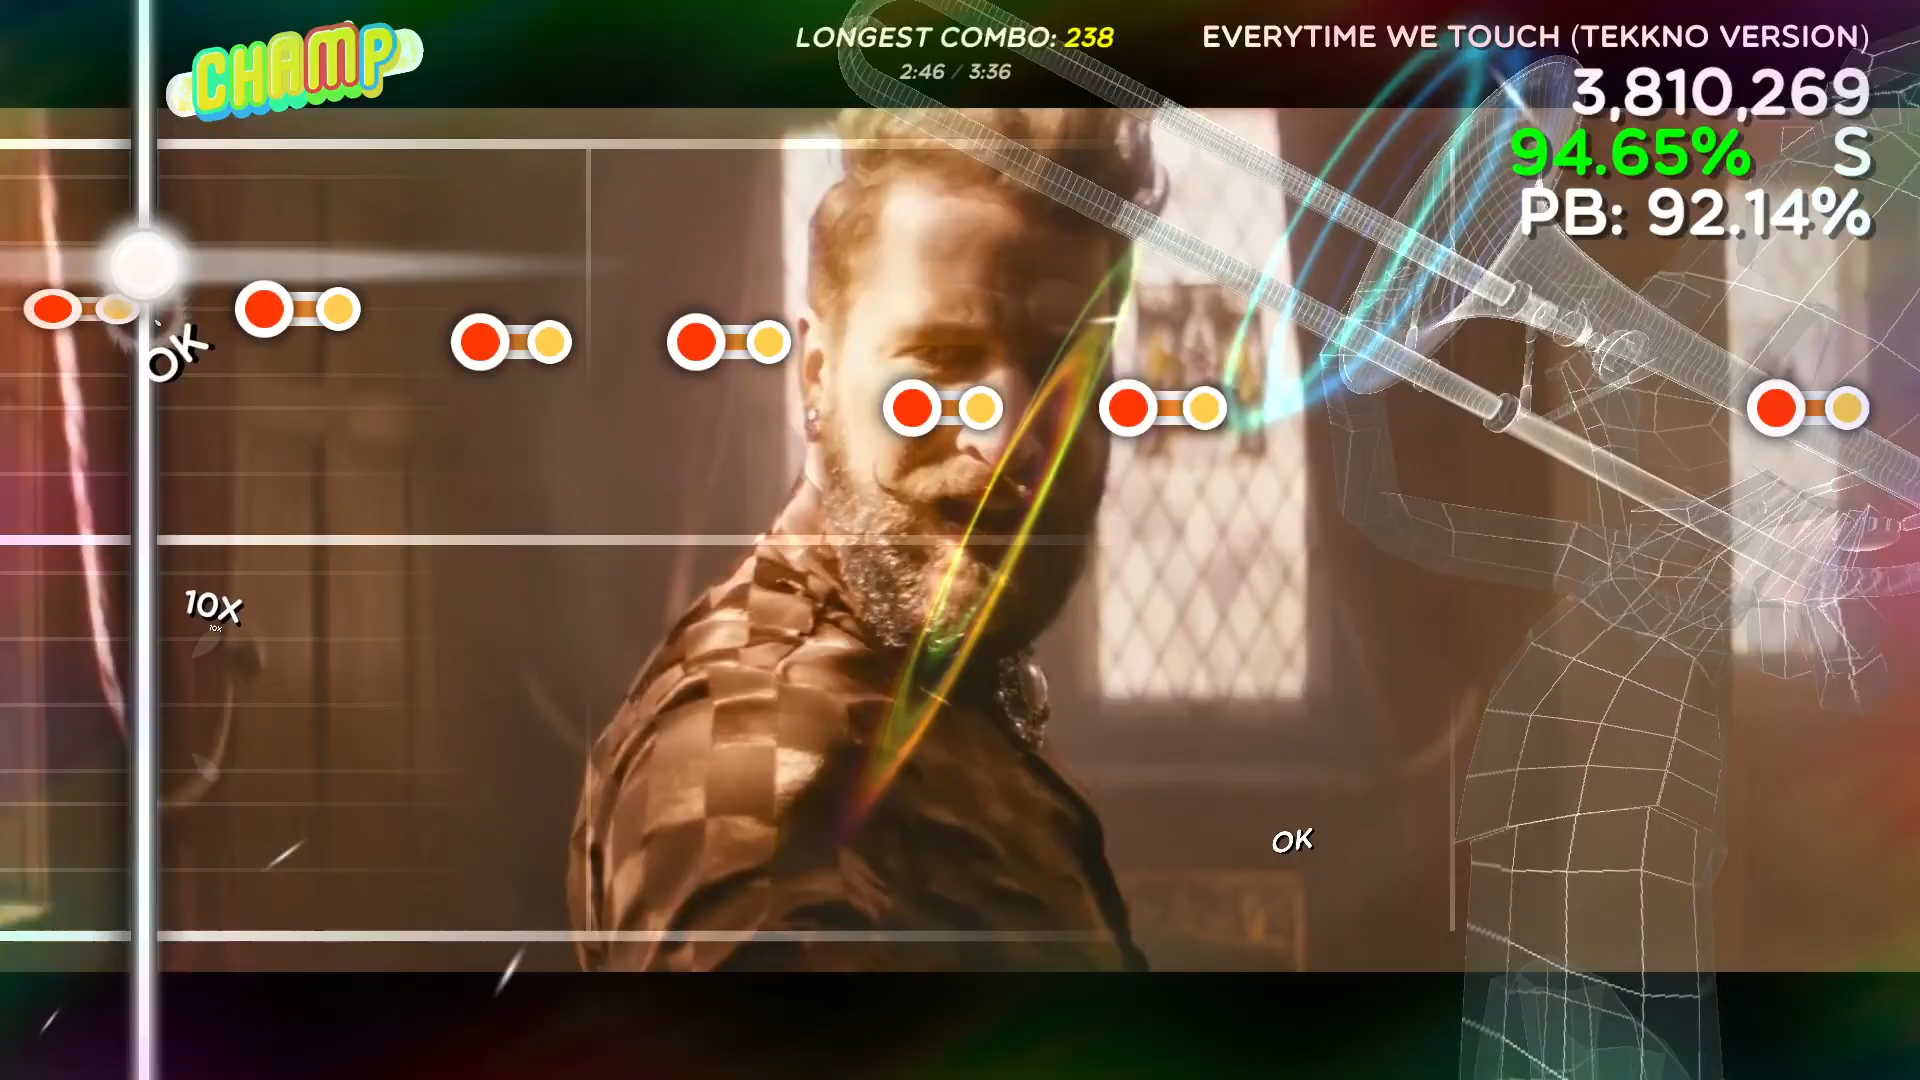 CHAMP
LONGEST COMBO: 238
2:46 / 3:36
EVERYTIME WE TOUCH (TEKKNO VERSION)
3,810,269
94.65% S
PB: 92.14%
OK
10X
10X
OK